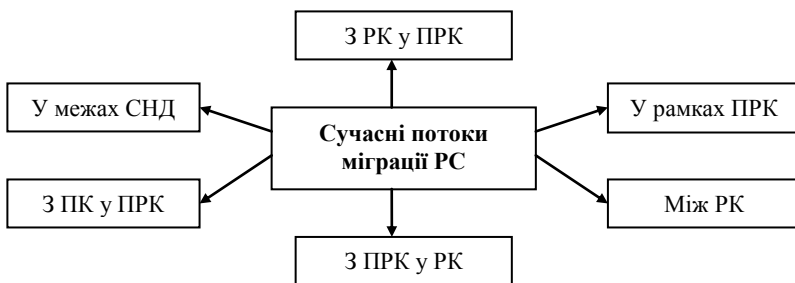 З РК у ПРК
У межах СНД
У рамках ПРК
Сучасні потоки
міграції РС
З ПК у ПРК
Між РК
З ПРК у РК